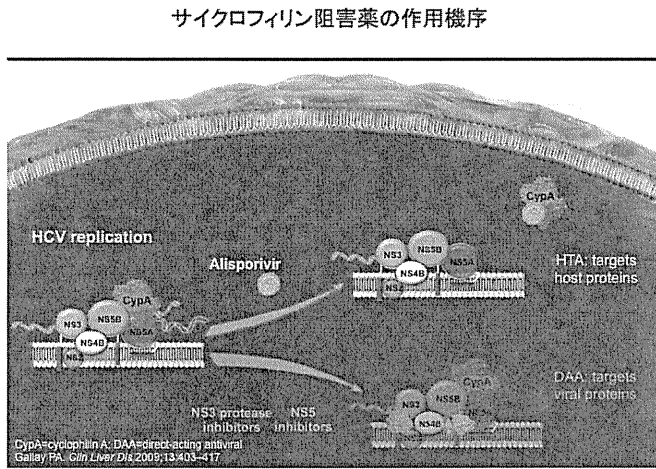 サイクロフィリン阻害薬の作用機序
CypA
HCV replication
Alisporivir
NS3
NS5B
NS5A
NS4B
NS2
HTA: targets
host proteins
CypA
NS3
NS5B
NS5A
NS4B
NS2
CypA
NS3
NS5B
NS4B
DAA: targets
viral proteins
NS3 protease
inhibitors
NS5
inhibitors
CypA=cyclophilin A; DAA=direct-acting antiviral
Gallay PA. Clin Liver Dis 2009;13:403–417